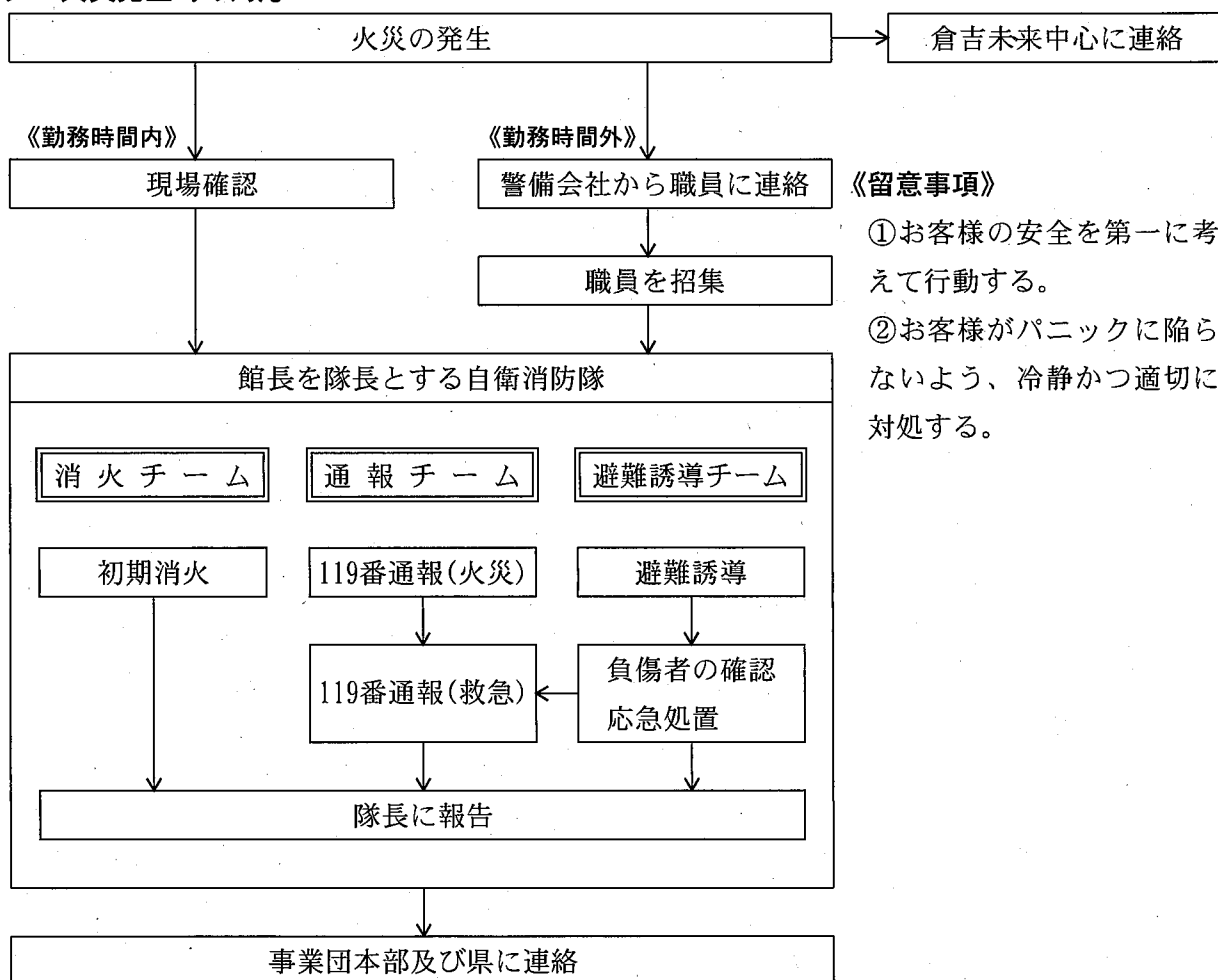 火災の発生
倉吉未来中心に連絡
《勤務時間内》
《勤務時間外》
現場確認
警備会社から職員に連絡
職員を招集
《留意事項》
①お客様の安全を第一に考
えて行動する。
②お客様がパニックに陥ら
ないよう、冷静かつ適切に
対処する。
館長を隊長とする自衛消防隊
消火チーム
通報チーム
避難誘導チーム
初期消火
119番通報(火災)
避難誘導
119番通報(救急)
負傷者の確認
応急処置
隊長に報告
事業団本部及び県に連絡